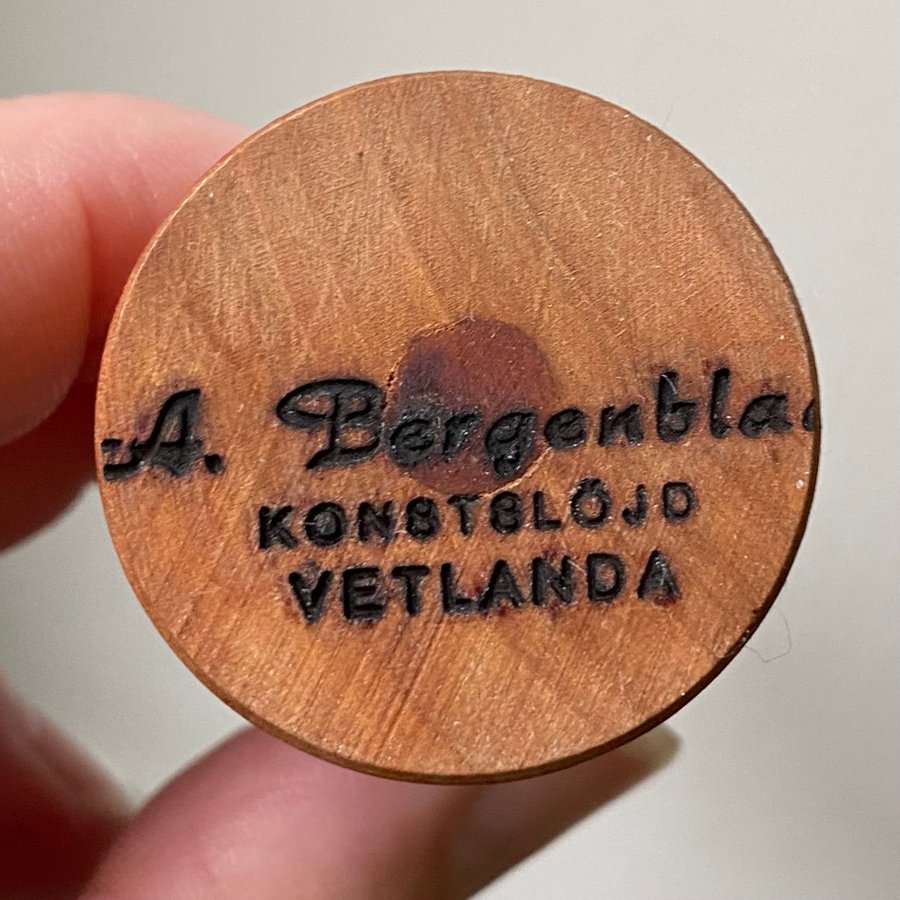 A. Bergenbla
KONSTSLÖJD
VETLANDA